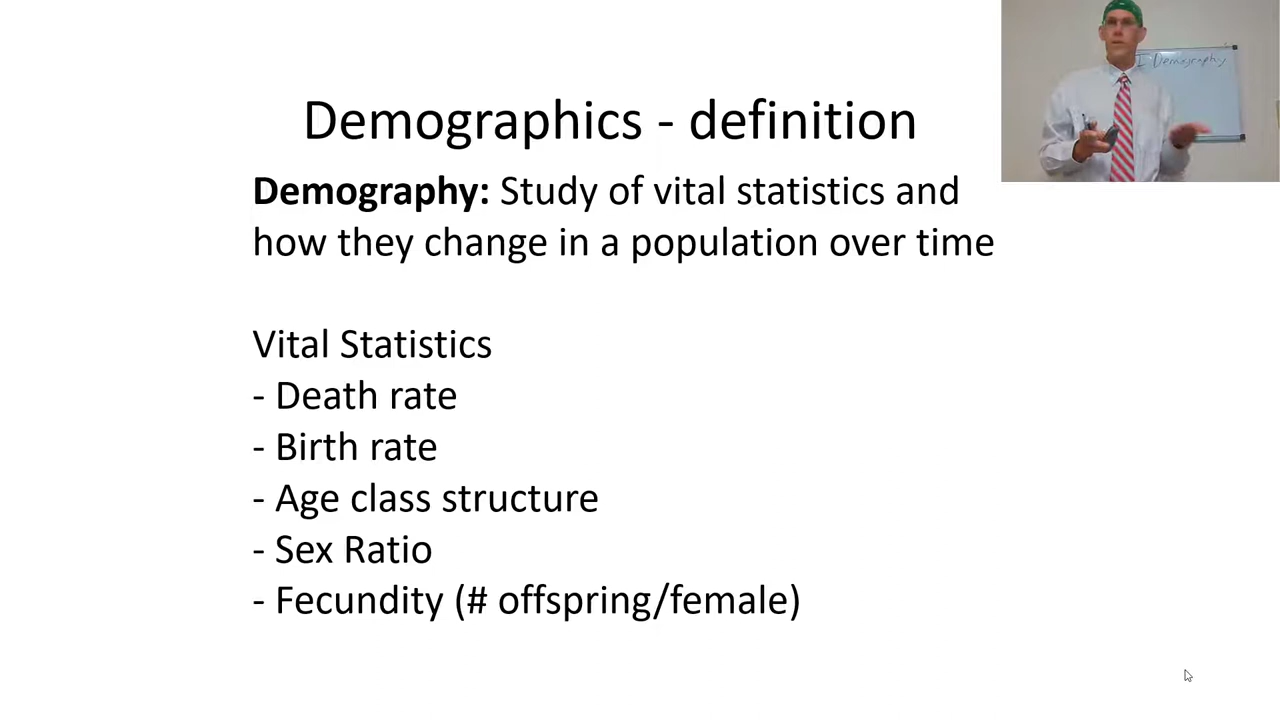 Demographics - definition
Demography: Study of vital statistics and
how they change in a population over time
Vital Statistics
- Death rate
- Birth rate
- Age class structure
- Sex Ratio
- Fecundity (# offspring/female)
I Demography